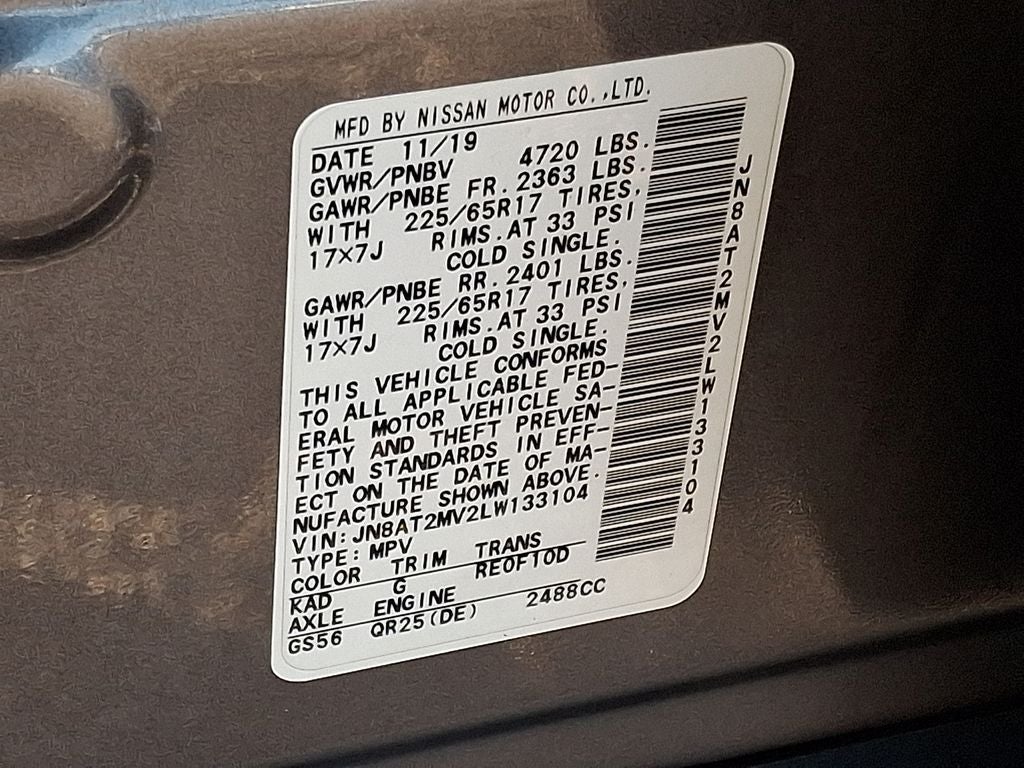 MFD BY NISSAN MOTOR CO.,LTD.
DATE 11/19
GVWR/PNBV 4720 LBS.
GAWR/PNBE FR. 2363 LBS.
WITH 225/65R17 TIRES,
17×7J RIMS.AT 33 PSI
COLD SINGLE.
GAWR/PNBE RR. 2401 LBS.
WITH 225/65R17 TIRES,
17×7J RIMS.AT 33 PSI
COLD SINGLE.
THIS VEHICLE CONFORMS
TO ALL APPLICABLE FED-
ERAL MOTOR VEHICLE SA-
FETY AND THEFT PREVEN-
TION STANDARDS IN EFF-
ECT ON THE DATE OF MA-
NUFACTURE SHOWN ABOVE.
VIN:JN8AT2MV2LW133104
TYPE:MPV
COLOR TRIM TRANS
KAD G RE0F10D
AXLE ENGINE
GS56 QR25(DE) 2488CC
JN8AT2MV2LW133104